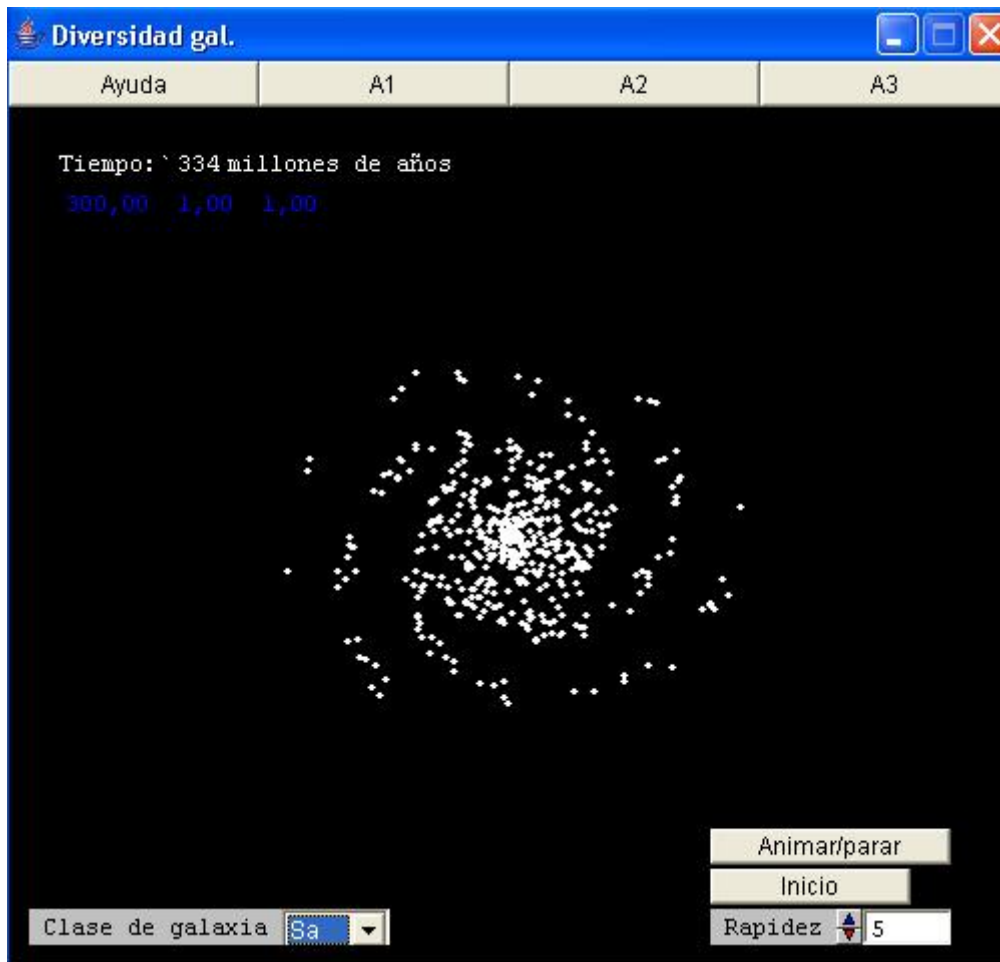 Diversidad gal.
Ayuda A1 A2 A3
Tiempo:`334 millones de años
300,00 1,00 1,00
Animar/parar
Inicio
Clase de galaxia Sa Rapidez 5